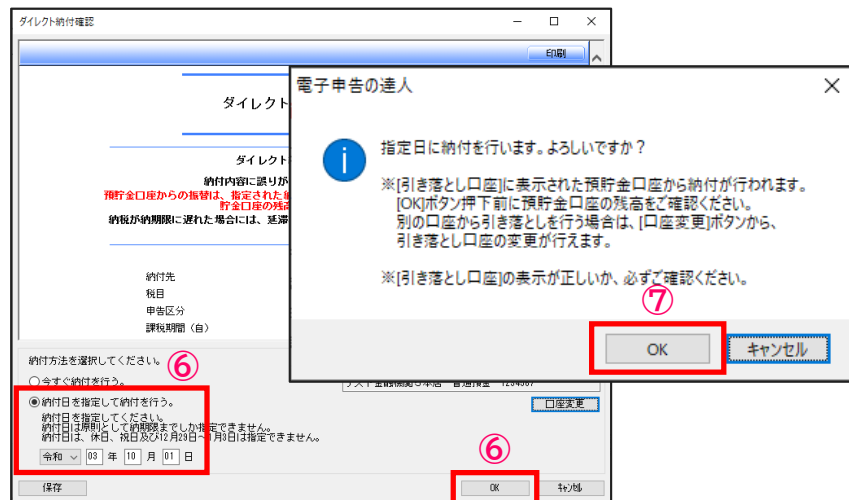 ダイレクト納付確認
印刷
ダイレクト
ダイレクト
納付内容に誤りが
預貯金口座からの振替は、指定された
貯金口座の残高
納税が納期限に遅れた場合には、延滞
納付先
税目
申告区分
課税期間（自）
納付方法を選択してください。
⑥
今すぐ納付を行う。
納付日を指定して納付を行う。
納付日を指定してください。
納付日は原則として納期限までしか指定できません。
納付日は、休日、祝日及び12月29日～1月3日は指定できません。
令和 03 年 10 月 01 日
口座変更
保存
⑥
OK
キャンセル
電子申告の達人
指定日に納付を行います。よろしいですか？
※[引き落とし口座]に表示された預貯金口座から納付が行われます。
[OK]ボタン押下前に預貯金口座の残高をご確認ください。
別の口座から引き落としを行う場合は、[口座変更]ボタンから、
引き落とし口座の変更が行えます。
※[引き落とし口座]の表示が正しいか、必ずご確認ください。
⑦
OK
キャンセル